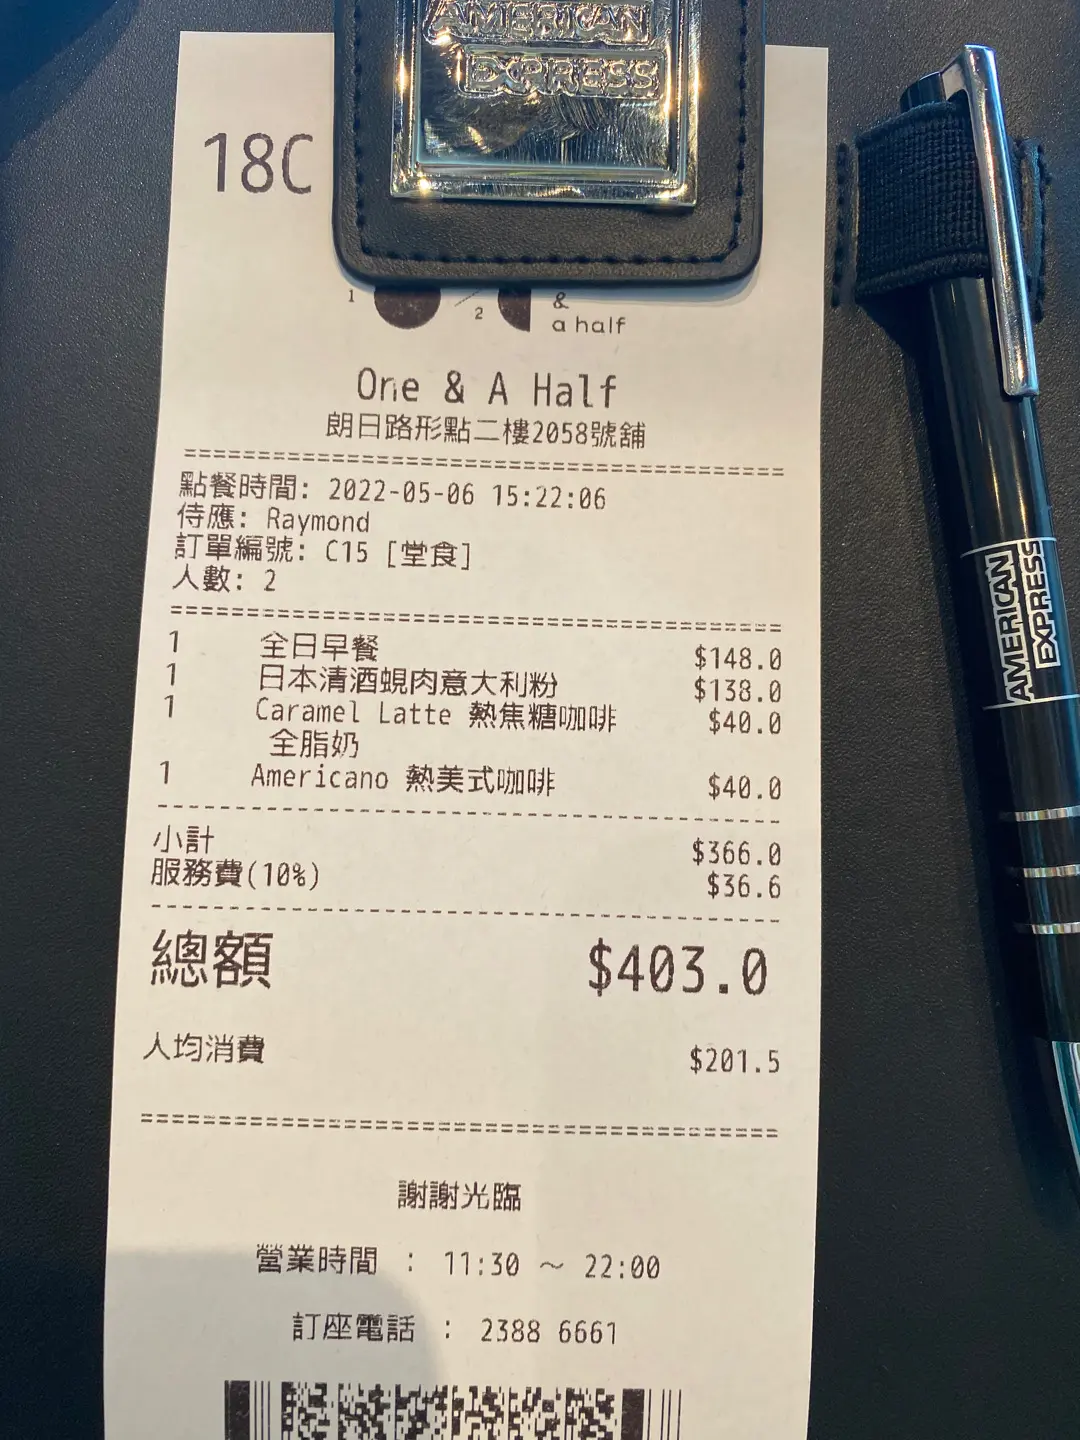 AMERICAN
EXPRESS
18C
1
2
&
a half
One & A Half
朗日路形點二樓2058號舖
點餐時間: 2022-05-06 15:22:06
侍應: Raymond
訂單編號: C15 [堂食]
人數: 2
1 全日早餐 $148.0
1 日本清酒蜆肉意大利粉 $138.0
1 Caramel Latte 熱焦糖咖啡 $40.0
全脂奶
1 Americano 熱美式咖啡 $40.0
小計 $366.0
服務費(10%) $36.6
總額 $403.0
人均消費 $201.5
謝謝光臨
營業時間 : 11:30 ~ 22:00
訂座電話 : 2388 6661
AMERICAN
EXPRESS